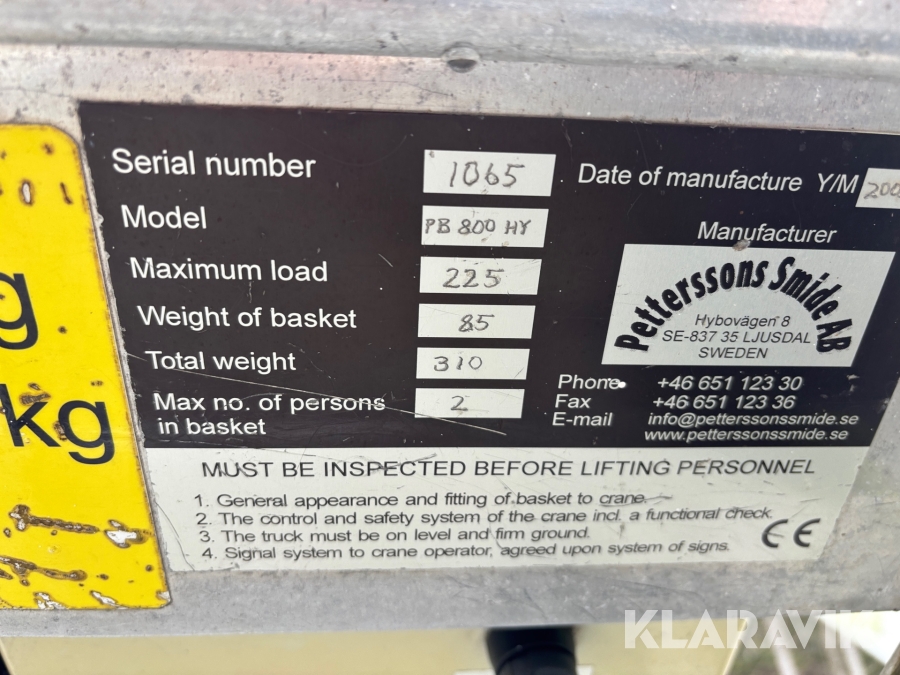 Serial number 1065 Date of manufacture Y/M 200
Model PB 800 HY
Manufacturer
Maximum load 225
Petterssons Smide AB
Hybovägen 8
SE-837 35 LJUSDAL
SWEDEN
Weight of basket 85
Total weight 310
Phone +46 651 123 30
Max no. of persons in basket 2
Fax +46 651 123 36
E-mail info@petterssonssmide.se
www.petterssonssmide.se
MUST BE INSPECTED BEFORE LIFTING PERSONNEL
1. General appearance and fitting of basket to crane.
2. The control and safety system of the crane incl. a functional check.
3. The truck must be on level and firm ground.
4. Signal system to crane operator, agreed upon system of signs.
CE
g
kg
KLARAVIK